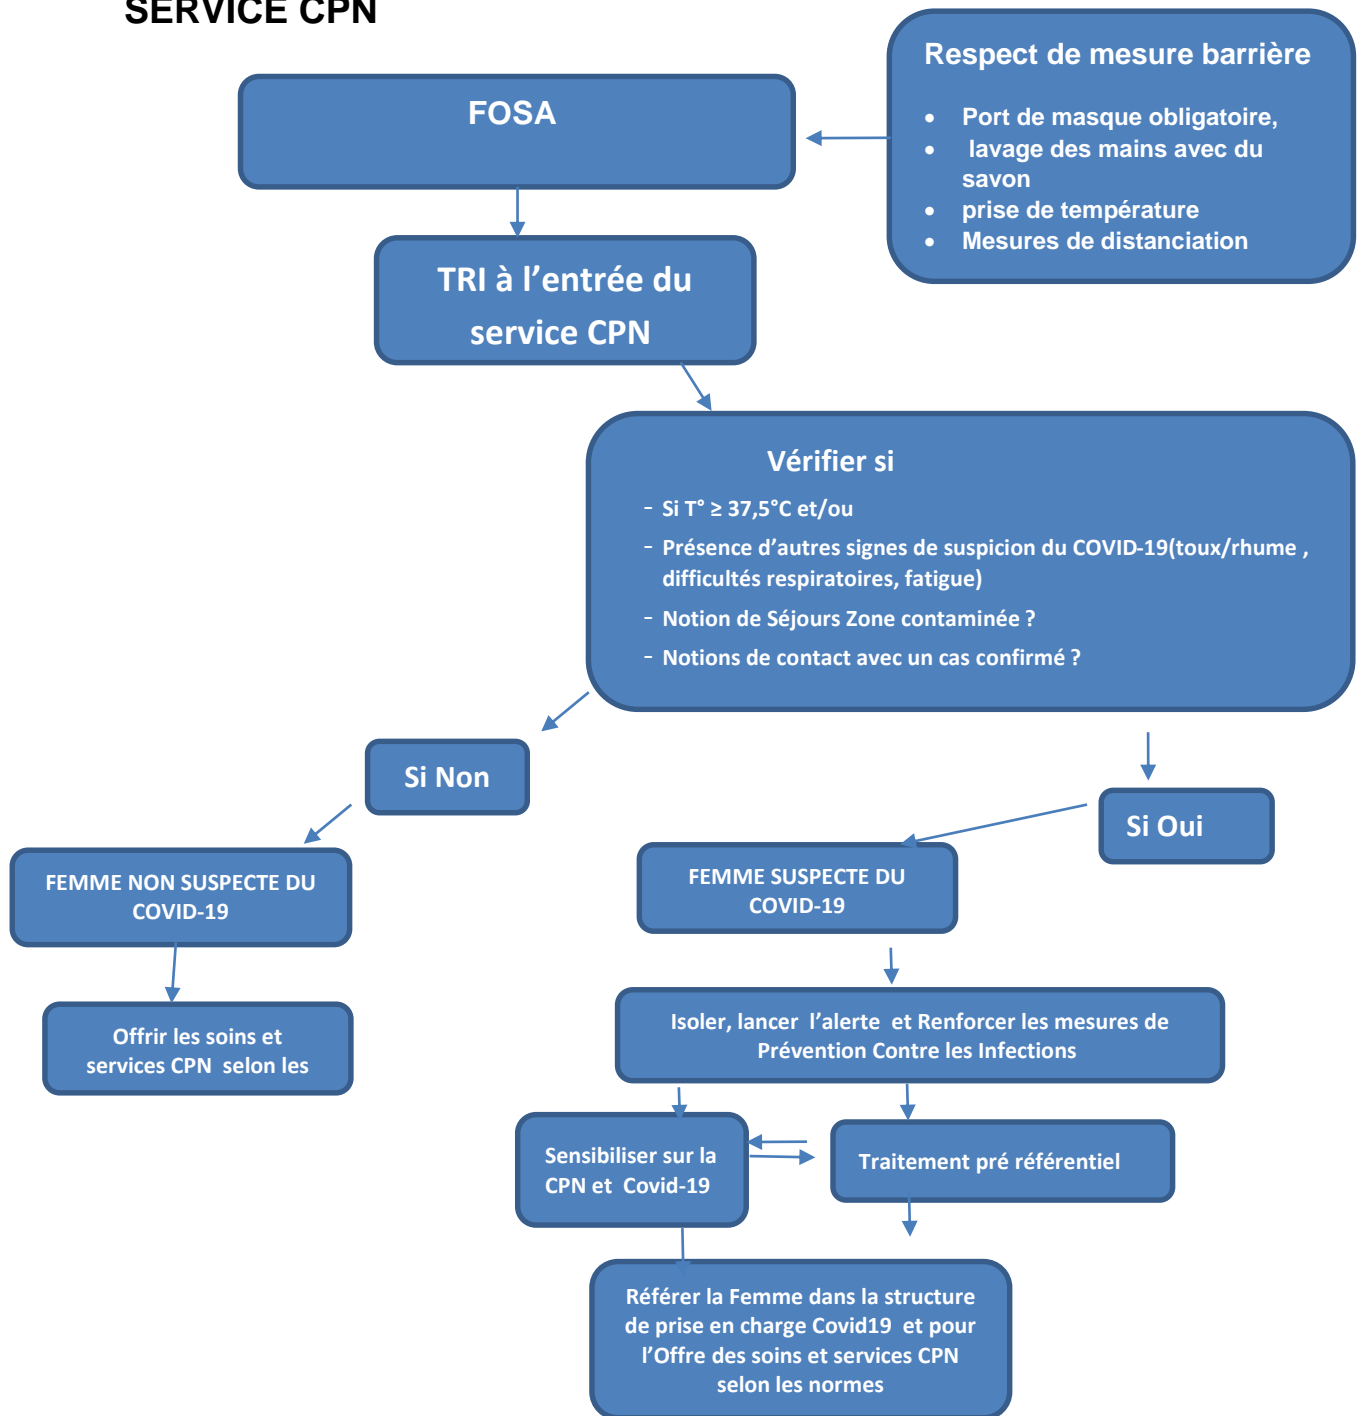 SERVICE CPN
Respect de mesure barrière
• Port de masque obligatoire,
• lavage des mains avec du
savon
• prise de température
• Mesures de distanciation
FOSA
TRI à l’entrée du
service CPN
Vérifier si
- Si T° ≥ 37,5°C et/ou
- Présence d’autres signes de suspicion du COVID-19(toux/rhume ,
difficultés respiratoires, fatigue)
- Notion de Séjours Zone contaminée ?
- Notions de contact avec un cas confirmé ?
Si Non
Si Oui
FEMME NON SUSPECTE DU
COVID-19
FEMME SUSPECTE DU
COVID-19
Offrir les soins et
services CPN selon les
Isoler, lancer l’alerte et Renforcer les mesures de
Prévention Contre les Infections
Sensibiliser sur la
CPN et Covid-19
Traitement pré référentiel
Référer la Femme dans la structure
de prise en charge Covid19 et pour
l’Offre des soins et services CPN
selon les normes